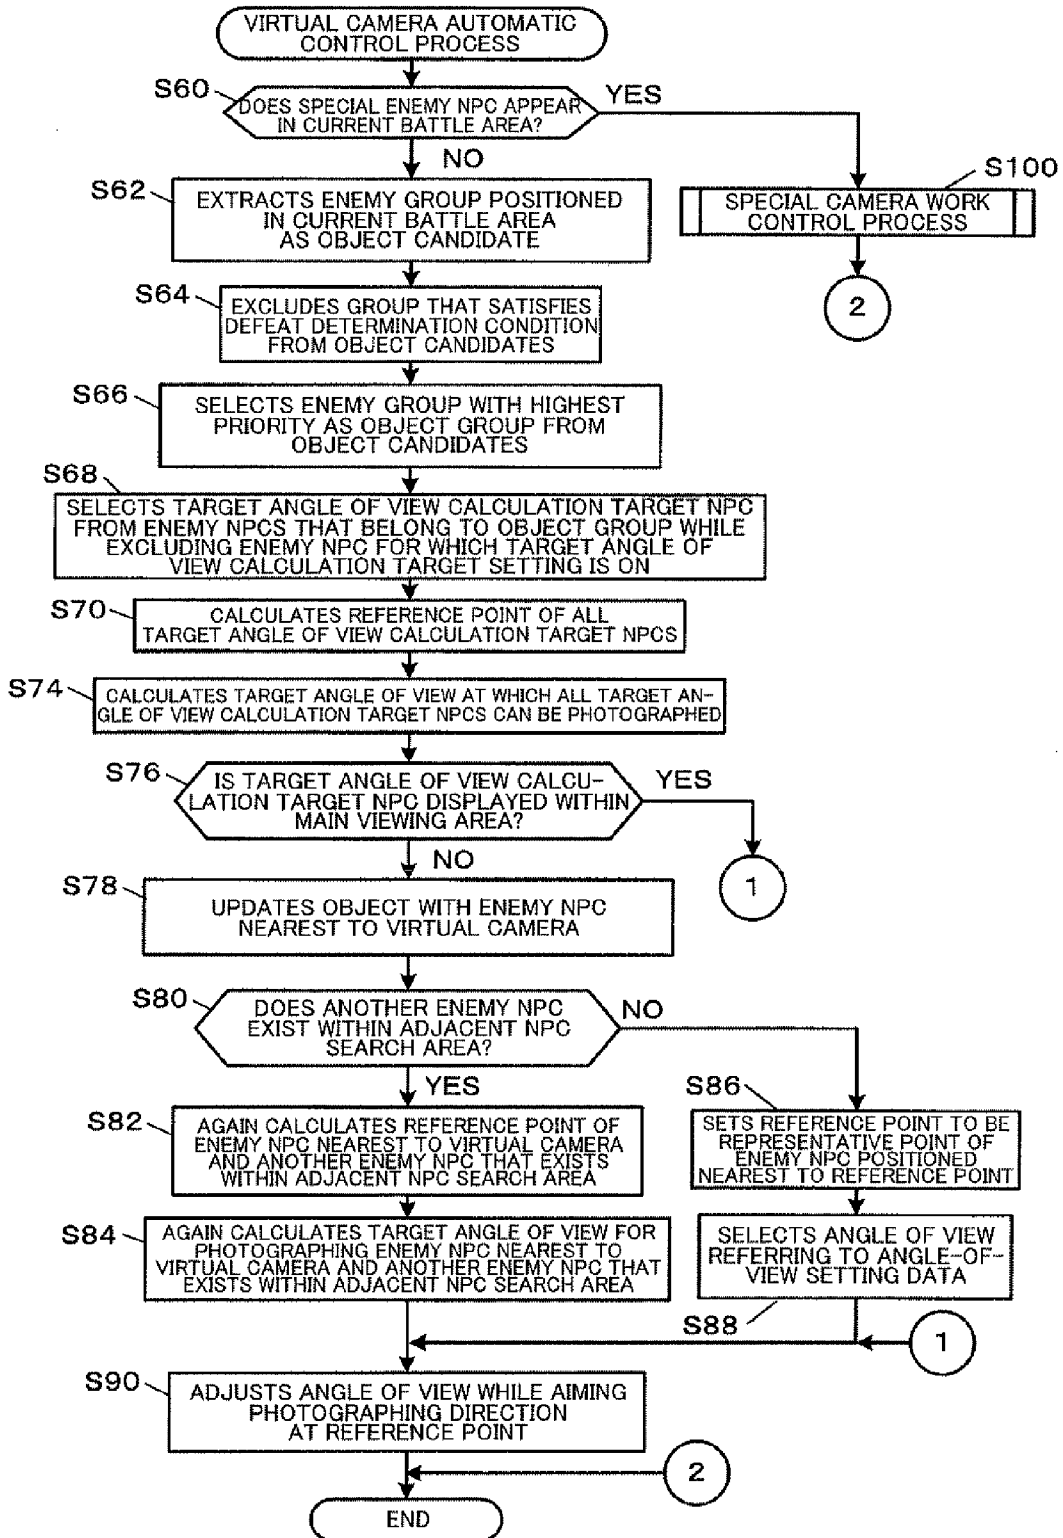 VIRTUAL CAMERA AUTOMATIC
CONTROL PROCESS
S60
DOES SPECIAL ENEMY NPC APPEAR
IN CURRENT BATTLE AREA?
YES
NO
S62
EXTRACTS ENEMY GROUP POSITIONED
IN CURRENT BATTLE AREA
AS OBJECT CANDIDATE
S100
SPECIAL CAMERA WORK
CONTROL PROCESS
2
S64
EXCLUDES GROUP THAT SATISFIES
DEFEAT DETERMINATION CONDITION
FROM OBJECT CANDIDATES
S66
SELECTS ENEMY GROUP WITH HIGHEST
PRIORITY AS OBJECT GROUP FROM
OBJECT CANDIDATES
S68
SELECTS TARGET ANGLE OF VIEW CALCULATION TARGET NPC
FROM ENEMY NPCS THAT BELONG TO OBJECT GROUP WHILE
EXCLUDING ENEMY NPC FOR WHICH TARGET ANGLE OF
VIEW CALCULATION TARGET SETTING IS ON
S70
CALCULATES REFERENCE POINT OF ALL
TARGET ANGLE OF VIEW CALCULATION TARGET NPCS
S74
CALCULATES TARGET ANGLE OF VIEW AT WHICH ALL TARGET AN-
GLE OF VIEW CALCULATION TARGET NPCS CAN BE PHOTOGRAPHED
S76
IS TARGET ANGLE OF VIEW CALCU-
LATION TARGET NPC DISPLAYED WITHIN
MAIN VIEWING AREA?
YES
1
NO
S78
UPDATES OBJECT WITH ENEMY NPC
NEAREST TO VIRTUAL CAMERA
S80
DOES ANOTHER ENEMY NPC
EXIST WITHIN ADJACENT NPC
SEARCH AREA?
NO
YES
S82
AGAIN CALCULATES REFERENCE POINT OF
ENEMY NPC NEAREST TO VIRTUAL CAMERA
AND ANOTHER ENEMY NPC THAT EXISTS
WITHIN ADJACENT NPC SEARCH AREA
S86
SETS REFERENCE POINT TO BE
REPRESENTATIVE POINT OF
ENEMY NPC POSITIONED
NEAREST TO REFERENCE POINT
S84
AGAIN CALCULATES TARGET ANGLE OF VIEW FOR
PHOTOGRAPHING ENEMY NPC NEAREST TO
VIRTUAL CAMERA AND ANOTHER ENEMY NPC THAT
EXISTS WITHIN ADJACENT NPC SEARCH AREA
SELECTS ANGLE OF VIEW
REFERRING TO ANGLE-OF-
VIEW SETTING DATA
S88
1
S90
ADJUSTS ANGLE OF VIEW WHILE AIMING
PHOTOGRAPHING DIRECTION
AT REFERENCE POINT
2
END